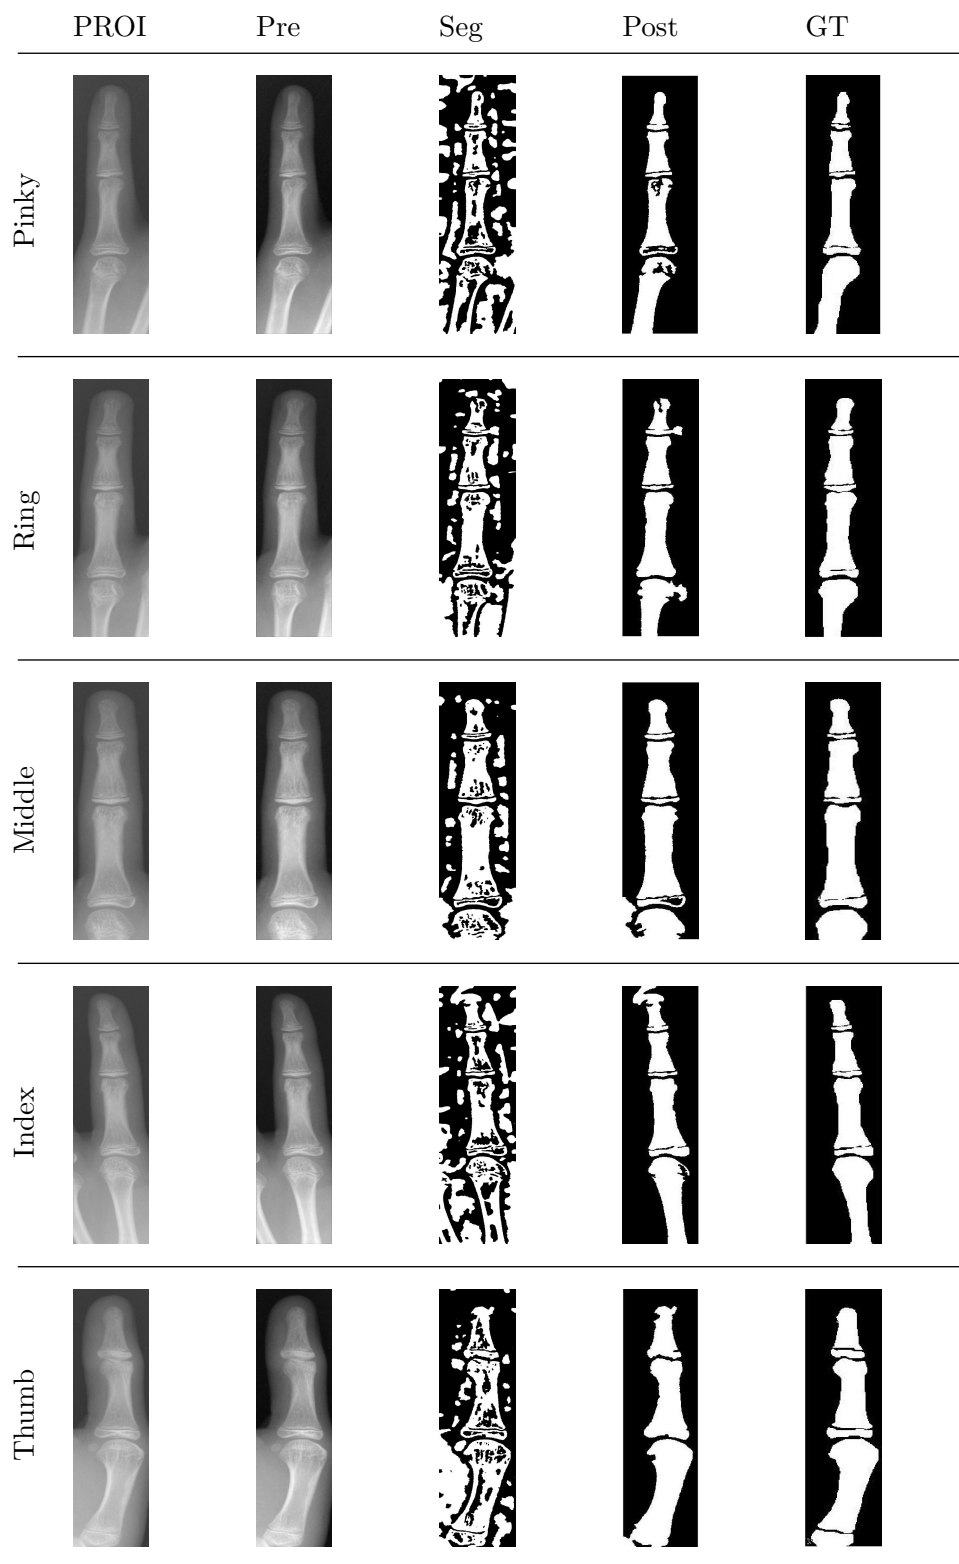 PROI Pre Seg Post GT
Pinky
Ring
Middle
Index
Thumb